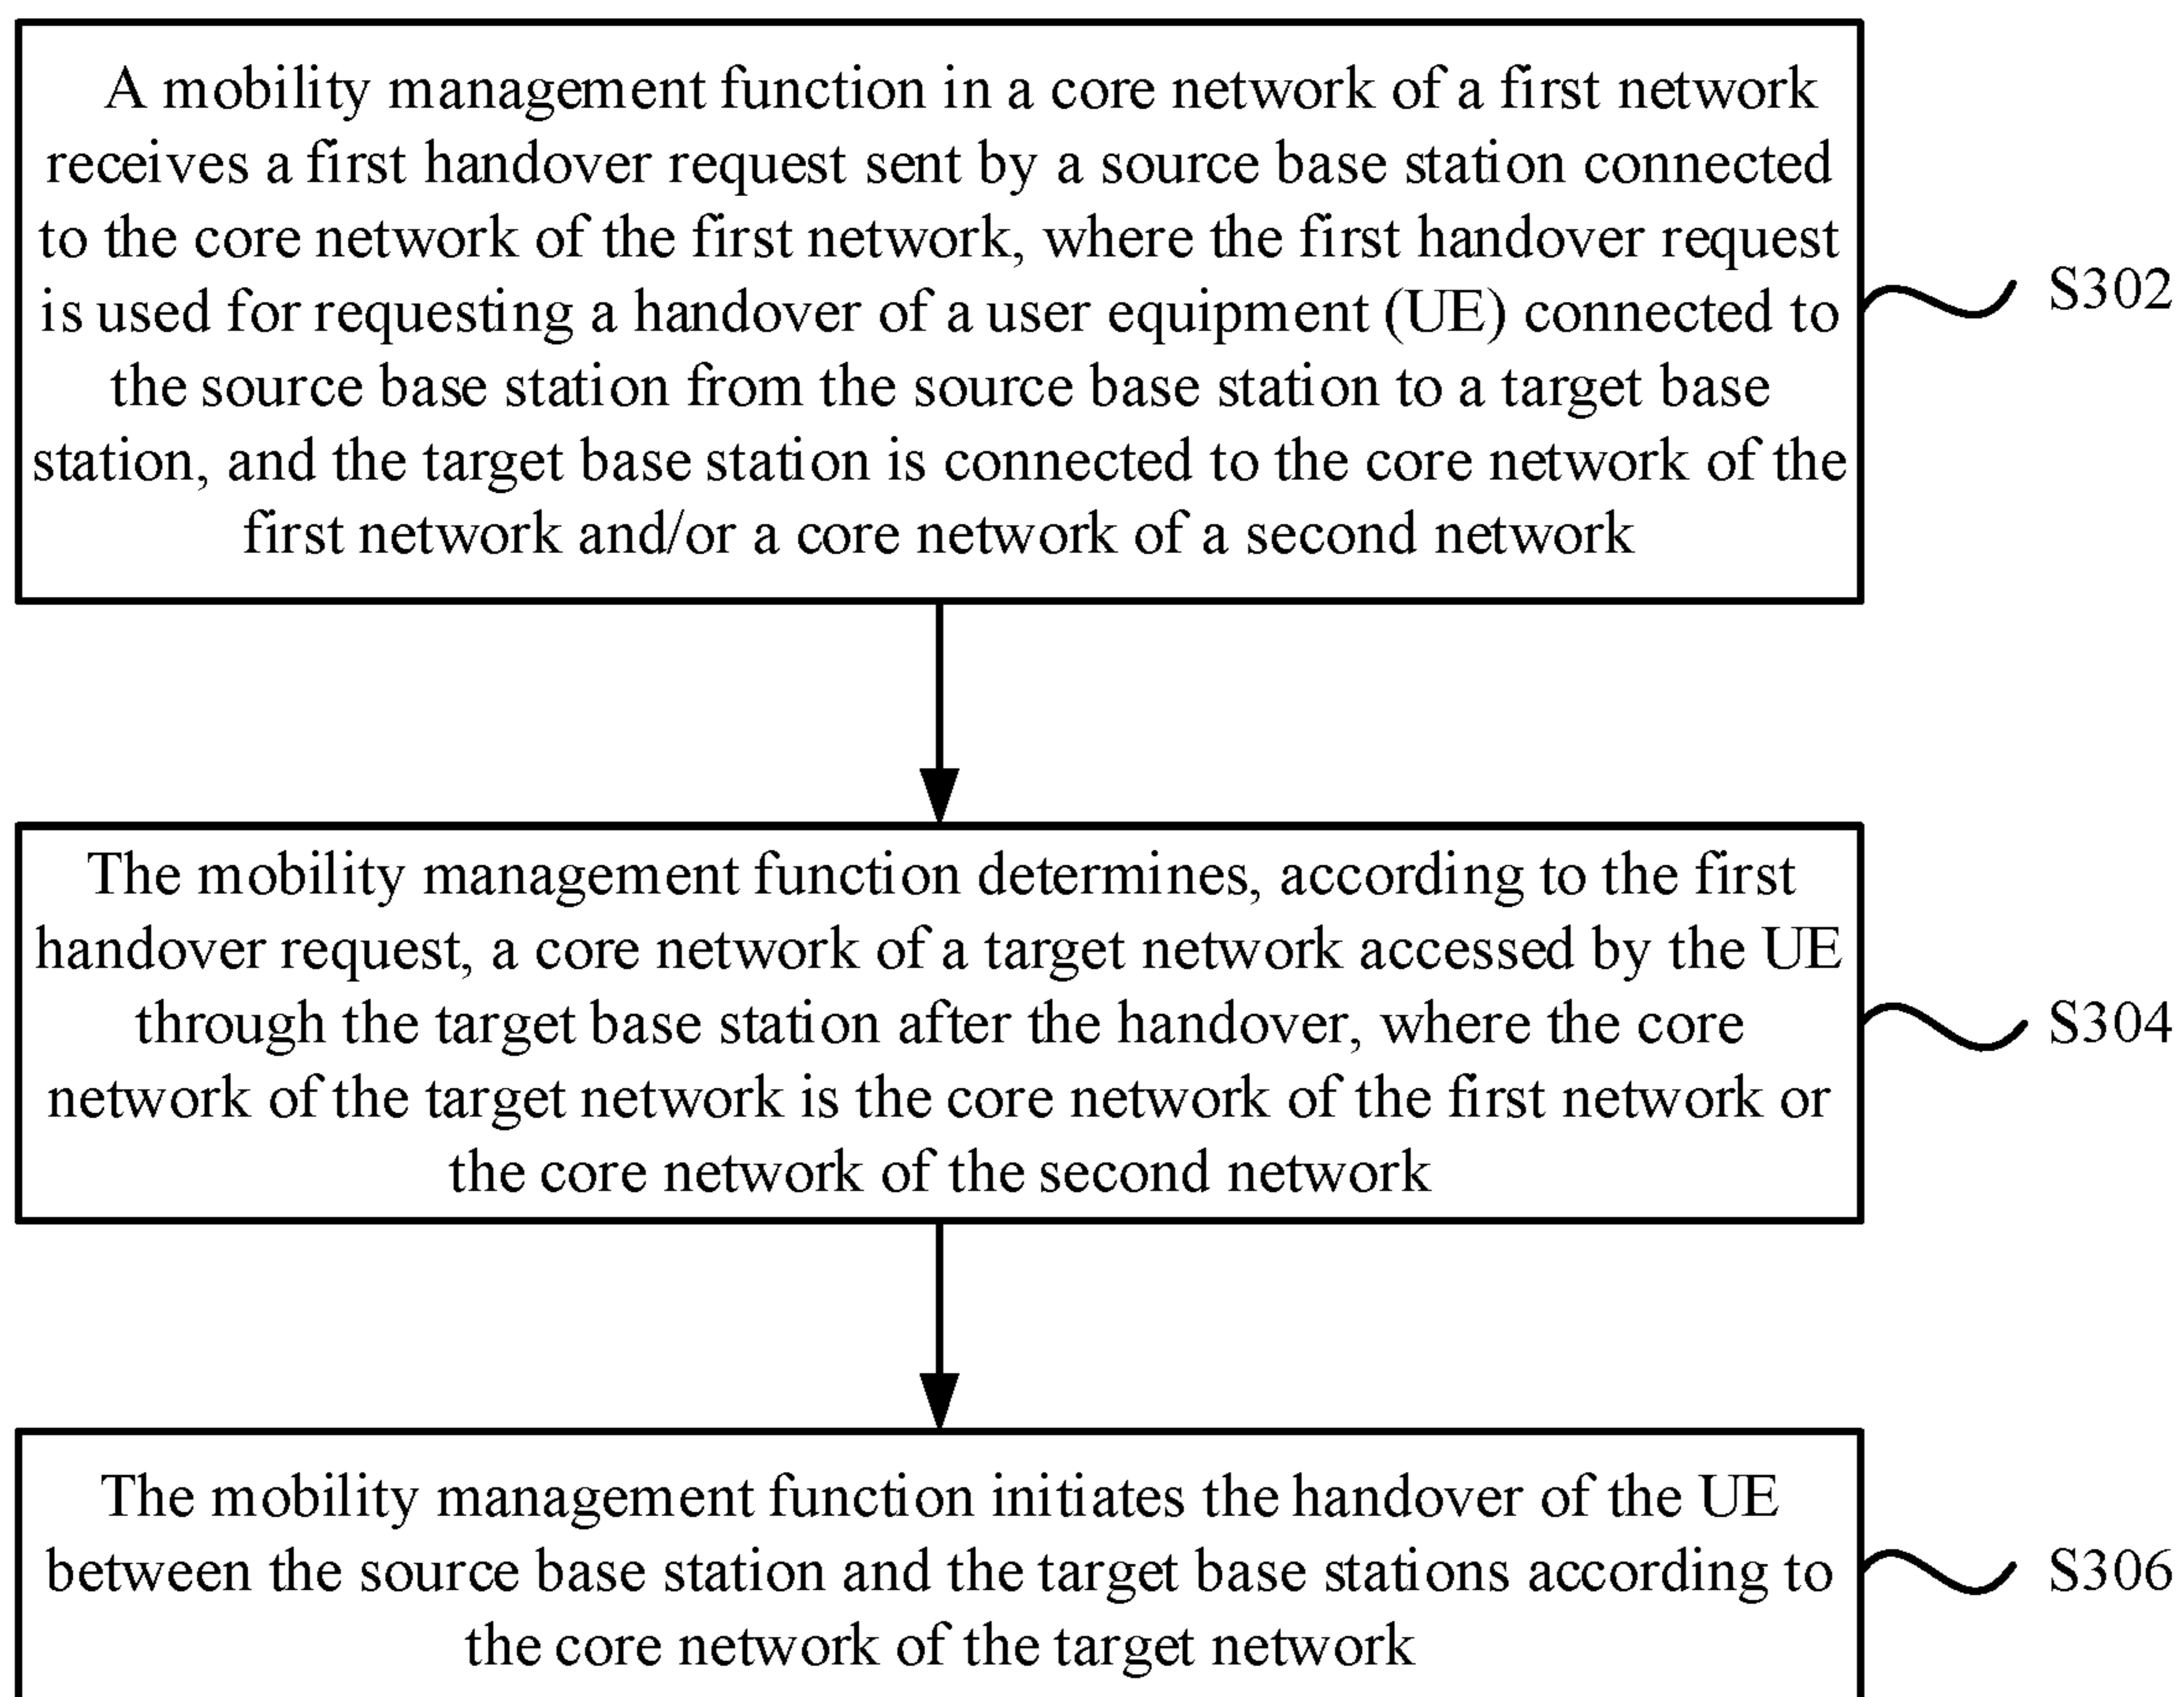 A mobility management function in a core network of a first network
receives a first handover request sent by a source base station connected
to the core network of the first network, where the first handover request
is used for requesting a handover of a user equipment (UE) connected to
the source base station from the source base station to a target base
station, and the target base station is connected to the core network of the
first network and/or a core network of a second network
S302
The mobility management function determines, according to the first
handover request, a core network of a target network accessed by the UE
through the target base station after the handover, where the core
network of the target network is the core network of the first network or
the core network of the second network
S304
The mobility management function initiates the handover of the UE
between the source base station and the target base stations according to
the core network of the target network
S306